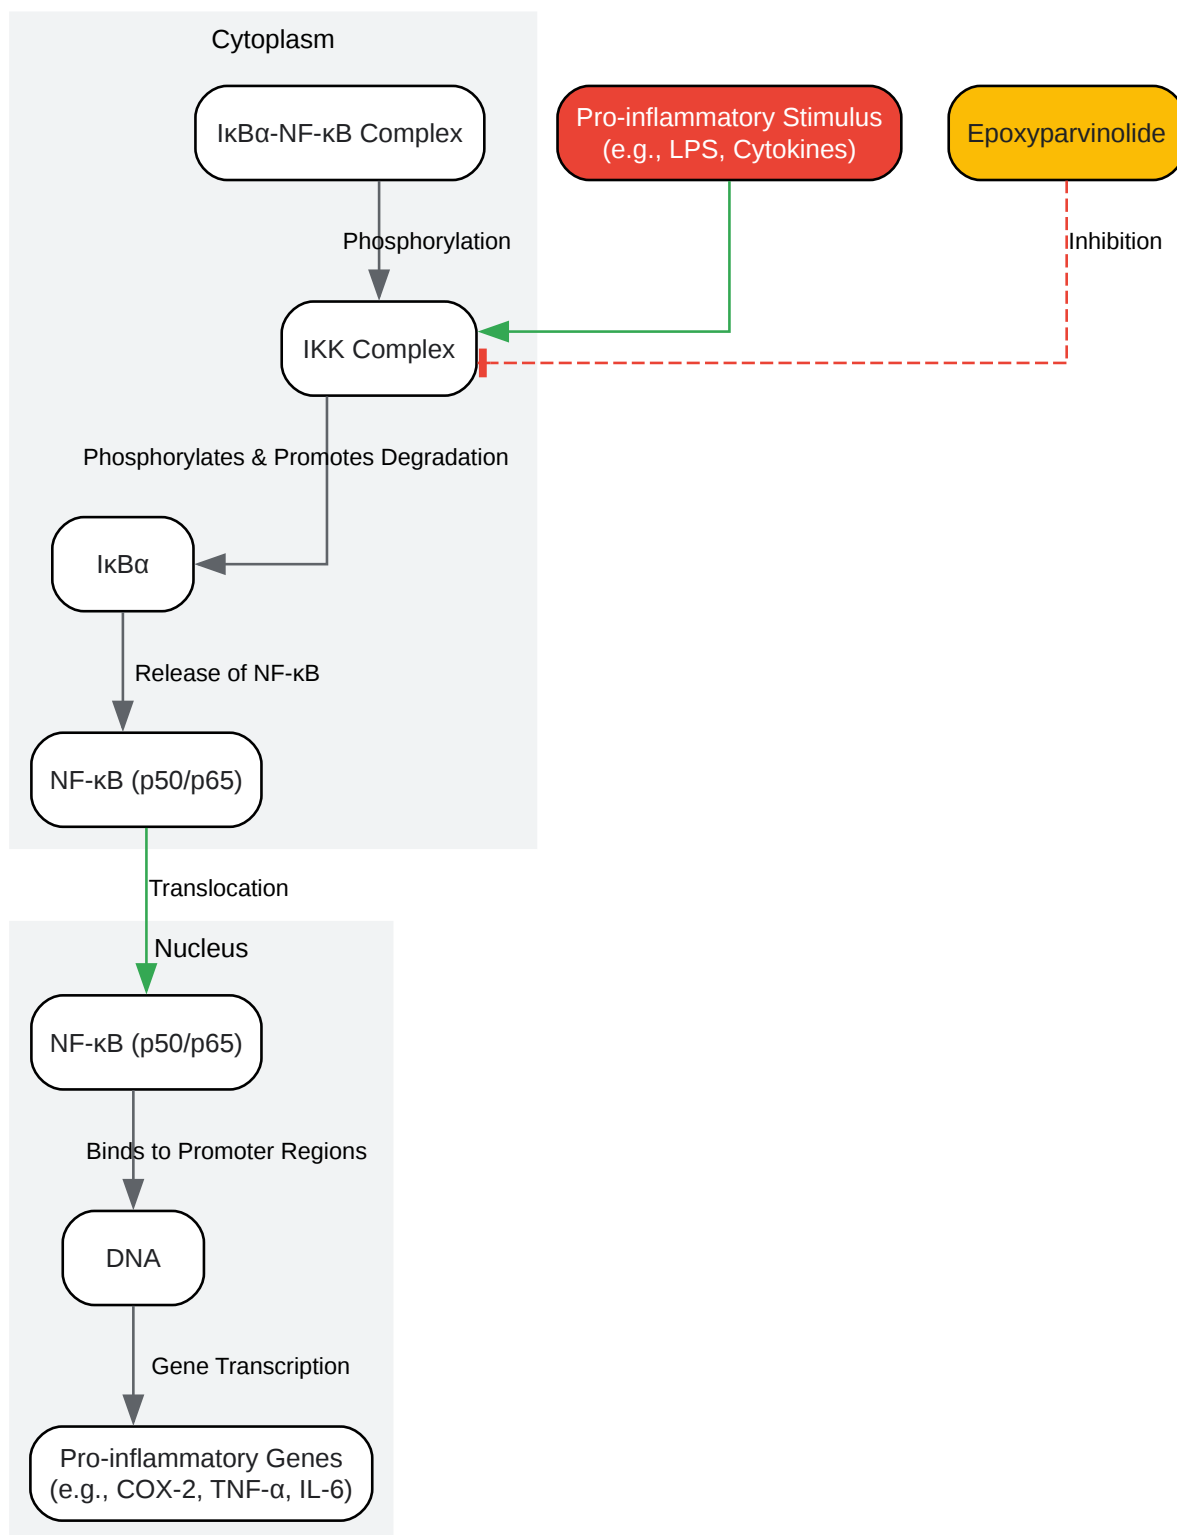 Cytoplasm
IκBα-NF-κB Complex
Pro-inflammatory Stimulus
(e.g., LPS, Cytokines)
Epoxyparvinolide
Phosphorylation
Inhibition
IKK Complex
Phosphorylates & Promotes Degradation
IκBα
Release of NF-κB
NF-κB (p50/p65)
Translocation
Nucleus
NF-κB (p50/p65)
Binds to Promoter Regions
DNA
Gene Transcription
Pro-inflammatory Genes
(e.g., COX-2, TNF-α, IL-6)